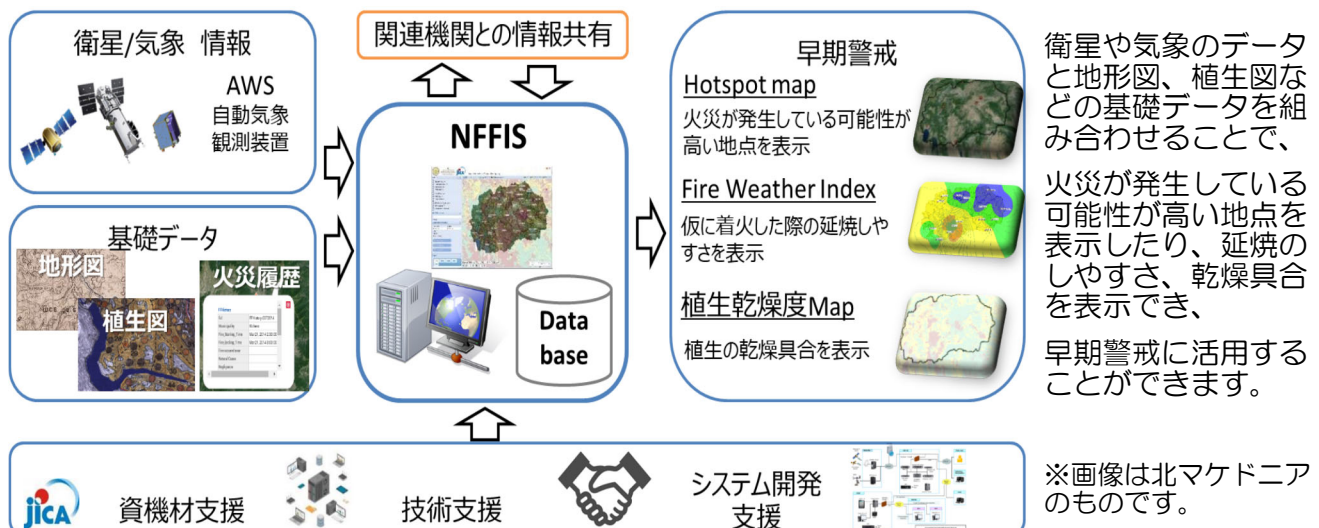 衛星/気象 情報
AWS
自動気象
観測装置
基礎データ
地形図
植生図
火災履歴
関連機関との情報共有
NFFIS
Data
base
早期警戒
Hotspot map
火災が発生している可能性が
高い地点を表示
Fire Weather Index
仮に着火した際の延焼しや
すさを表示
植生乾燥度Map
植生の乾燥具合を表示
JICA
資機材支援
技術支援
システム開発
支援
衛星や気象のデータ
と地形図、植生図な
どの基礎データを組
み合わせることで、
火災が発生している
可能性が高い地点を
表示したり、延焼の
しやすさ、乾燥具合
を表示でき、
早期警戒に活用する
ことができます。
※画像は北マケドニア
のものです。